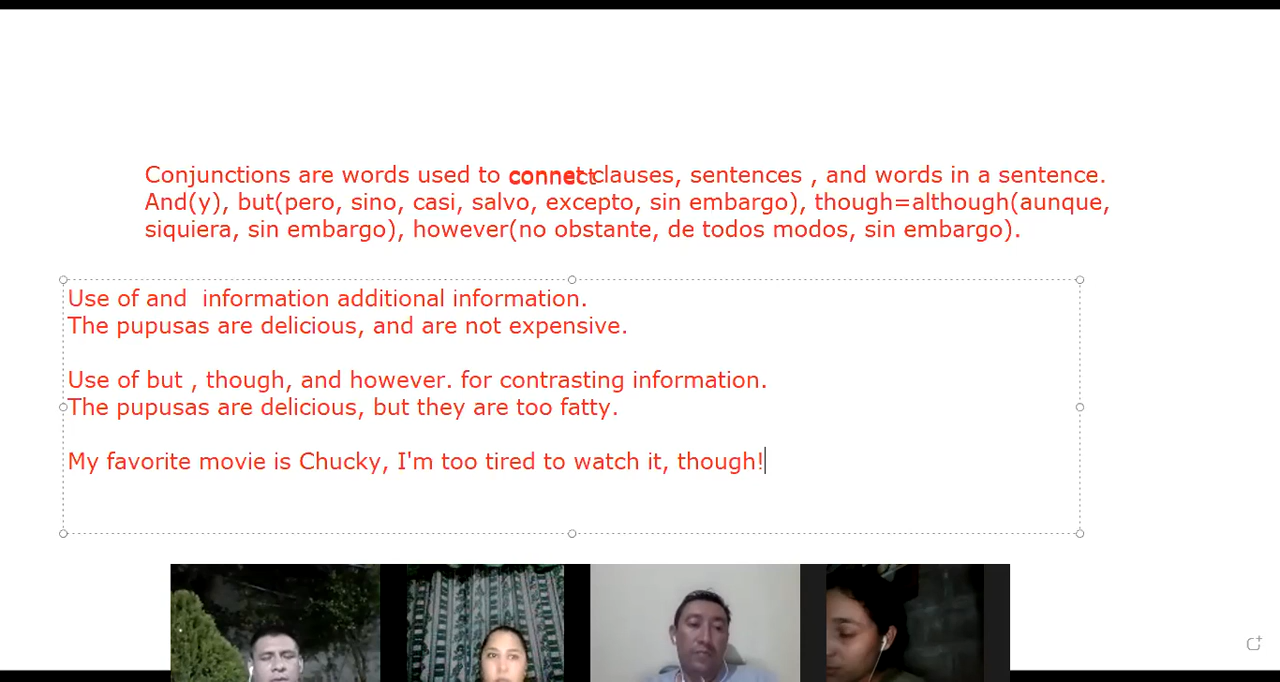 Conjunctions are words used to connect clauses, sentences , and words in a sentence.
And(y), but(pero, sino, casi, salvo, excepto, sin embargo), though=although(aunque,
siquiera, sin embargo), however(no obstante, de todos modos, sin embargo).
Use of and  information additional information.
The pupusas are delicious, and are not expensive.
Use of but , though, and however. for contrasting information.
The pupusas are delicious, but they are too fatty.
My favorite movie is Chucky, I'm too tired to watch it, though!